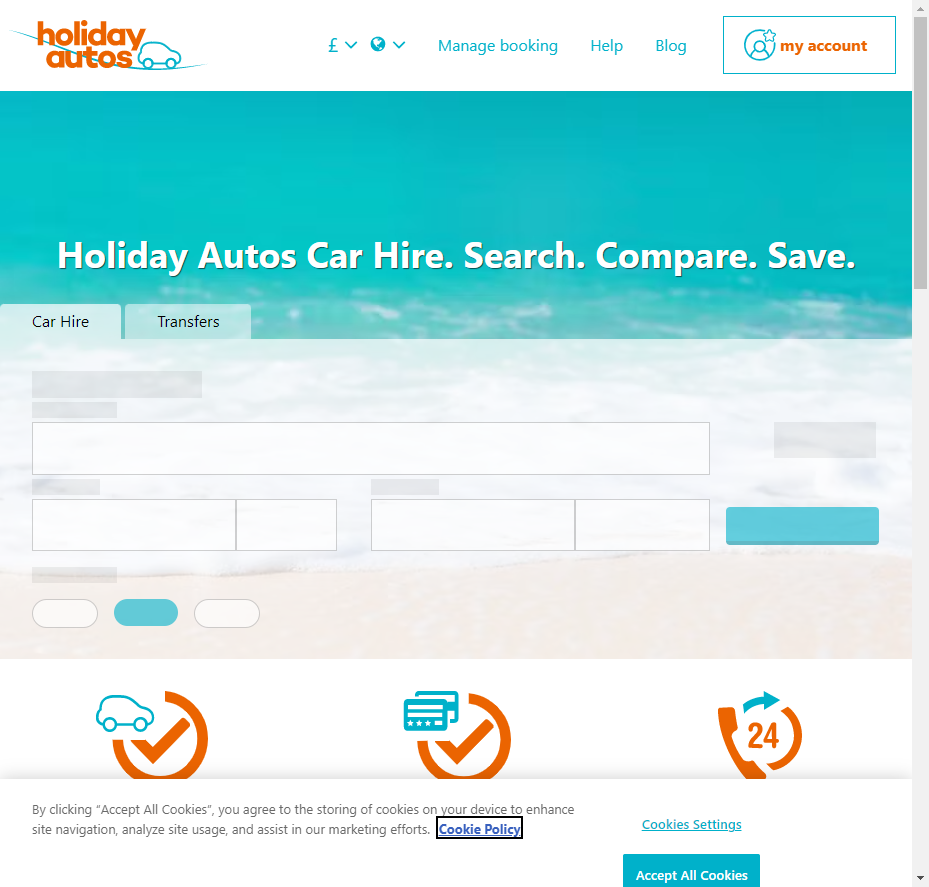 holiday
autos
£
Manage booking
Help
Blog
my account
Holiday Autos Car Hire. Search. Compare. Save.
Car Hire
Transfers
24
By clicking “Accept All Cookies”, you agree to the storing of cookies on your device to enhance
site navigation, analyze site usage, and assist in our marketing efforts. Cookie Policy
Cookies Settings
Accept All Cookies